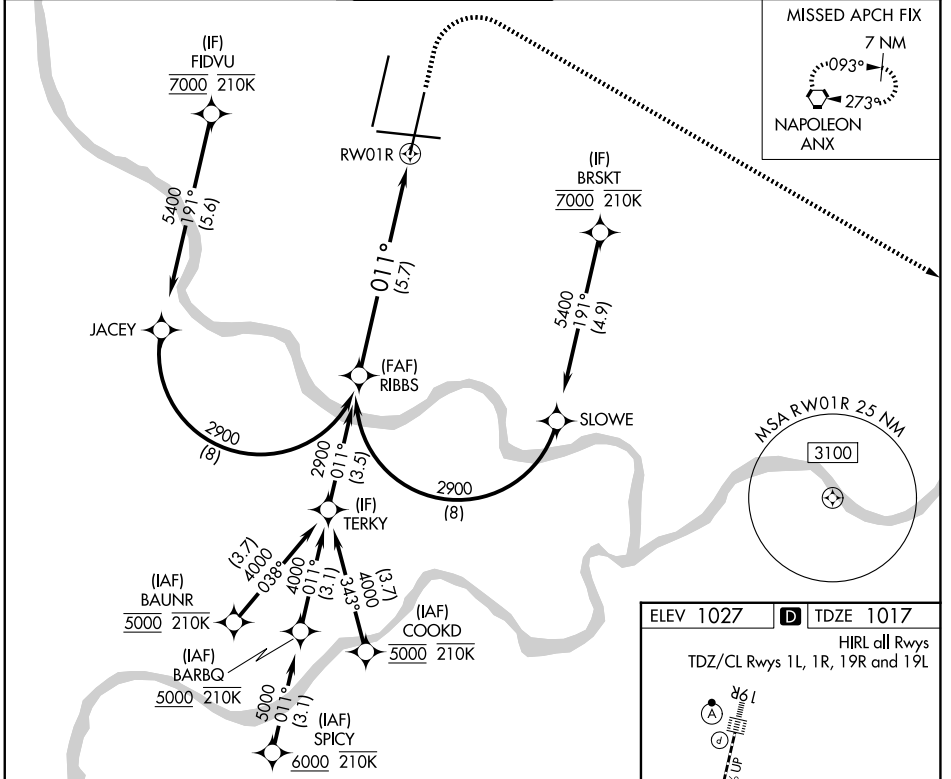 MISSED APCH FIX
7 NM
093°
273°
NAPOLEON
ANX
(IF)
FIDVU
7000 210K
5400
191°
(5.6)
JACEY
2900
(8)
RW01R
011°
(5.7)
(FAF)
RIBBS
(IF)
BRSKT
7000 210K
5400
191°
(4.9)
SLOWE
2900
(8)
2900
011°
(3.5)
(IF)
TERKY
(3.7)
4000
038°
4000
011°
(3.1)
(3.7)
4000
343°
(IAF)
BAUNR
5000 210K
(IAF)
BARBQ
5000 210K
(IAF)
COOKD
5000 210K
5000
011°
(3.1)
(IAF)
SPICY
6000 210K
MSA RW01R 25 NM
3100
ELEV 1027 D TDZE 1017
HIRL all Rwys
TDZ/CL Rwys 1L, 1R, 19R and 19L
19R
A
P
UP